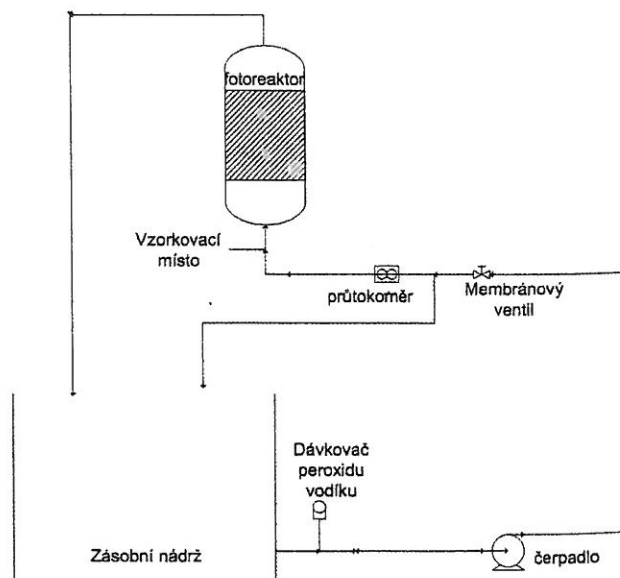 fotoreaktor
Vzorkovací
místo
průtokoměr
Membránový
ventil
Dávkovač
peroxidu
vodíku
Zásobní nádrž
čerpadlo